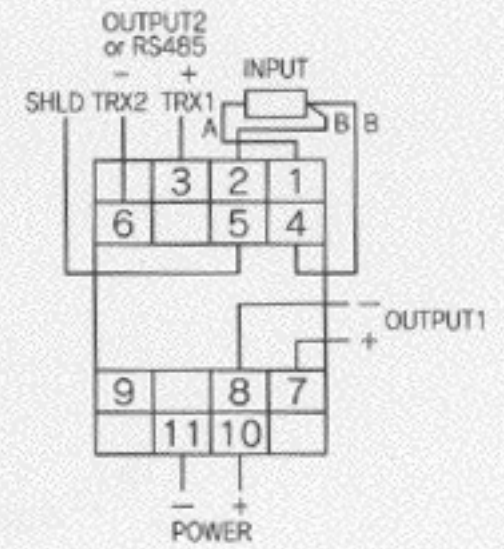 OUTPUT2
or RS485
− +
INPUT
SHLD TRX2 TRX1
A B B
3 2 1
6 5 4
−
OUTPUT1
+
9 8 7
11 10
− +
POWER